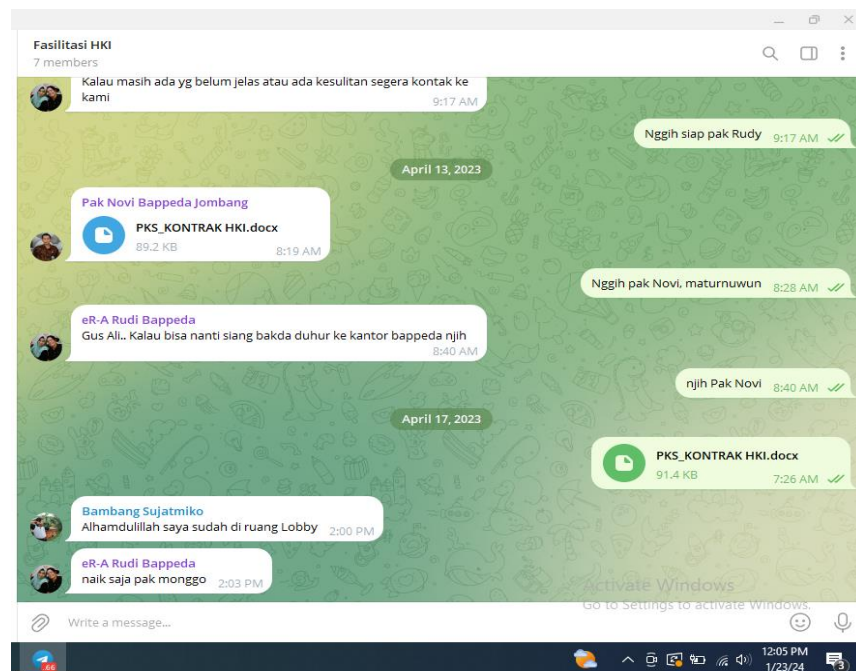 Fasilitasi HKI
7 members
Kalau masih ada yg belum jelas atau ada kesulitan segera kontak ke
kami
9:17 AM
Nggih siap pak Rudy 9:17 AM
April 13, 2023
Pak Novi Bappeda Jombang
PKS_KONTRAK HKI.docx
89.2 KB 8:19 AM
Nggih pak Novi, maturnuwun 8:28 AM
eR-A Rudi Bappeda
Gus Ali.. Kalau bisa nanti siang bakda duhur ke kantor bappeda njih
8:40 AM
njih Pak Novi 8:40 AM
April 17, 2023
PKS_KONTRAK HKI.docx
91.4 KB 7:26 AM
Bambang Sujatmiko
Alhamdulillah saya sudah di ruang Lobby 2:00 PM
eR-A Rudi Bappeda
naik saja pak monggo 2:03 PM
Activate Windows
Go to Settings to activate Windows.
Write a message...
.66
12:05 PM
1/23/24
3